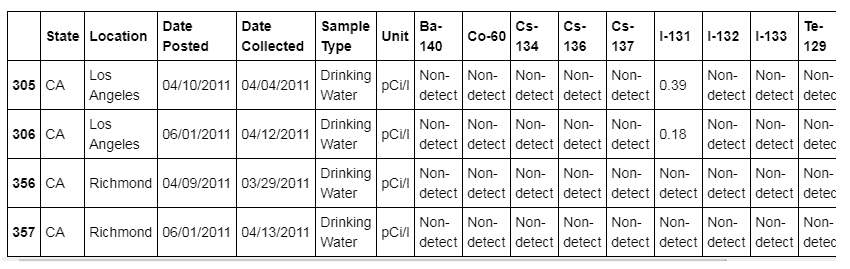 State Location Date Posted Date Collected Sample Type Unit Ba-140 Co-60 Cs-134 Cs-136 Cs-137 I-131 I-132 I-133 Te-129
305 CA Los Angeles 04/10/2011 04/04/2011 Drinking Water pCi/l Non-detect Non-detect Non-detect Non-detect Non-detect 0.39 Non-detect Non-detect Non-detec
306 CA Los Angeles 06/01/2011 04/12/2011 Drinking Water pCi/l Non-detect Non-detect Non-detect Non-detect Non-detect 0.18 Non-detect Non-detect Non-detec
356 CA Richmond 04/09/2011 03/29/2011 Drinking Water pCi/l Non-detect Non-detect Non-detect Non-detect Non-detect Non-detect Non-detect Non-detect Non-detec
357 CA Richmond 06/01/2011 04/13/2011 Drinking Water pCi/l Non-detect Non-detect Non-detect Non-detect Non-detect Non-detect Non-detect Non-detect Non-detec